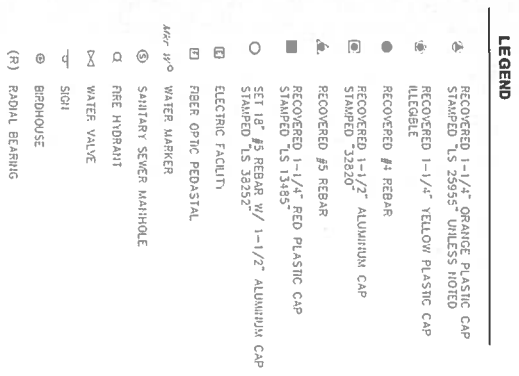 LEGEND
RECOVERED 1-1/4" ORANGE PLASTIC CAP
STAMPED "LS 25955" UNLESS NOTED
RECOVERED 1-1/4" YELLOW PLASTIC CAP
ILLEGIBLE
RECOVERED #4 REBAR
RECOVERED 1-1/2" ALUMINUM CAP
STAMPED "32820"
RECOVERED #5 REBAR
RECOVERED 1-1/4" RED PLASTIC CAP
STAMPED "LS 13485"
SET 18" #5 REBAR W/ 1-1/2" ALUMINUM CAP
STAMPED "LS 38252"
E ELECTRIC FACILITY
F FIBER OPTIC PEDASTAL
WATER MARKER
S SANITARY SEWER MANHOLE
FIRE HYDRANT
WATER VALVE
SIGN
BIRDHOUSE
(R) RADIAL BEARING